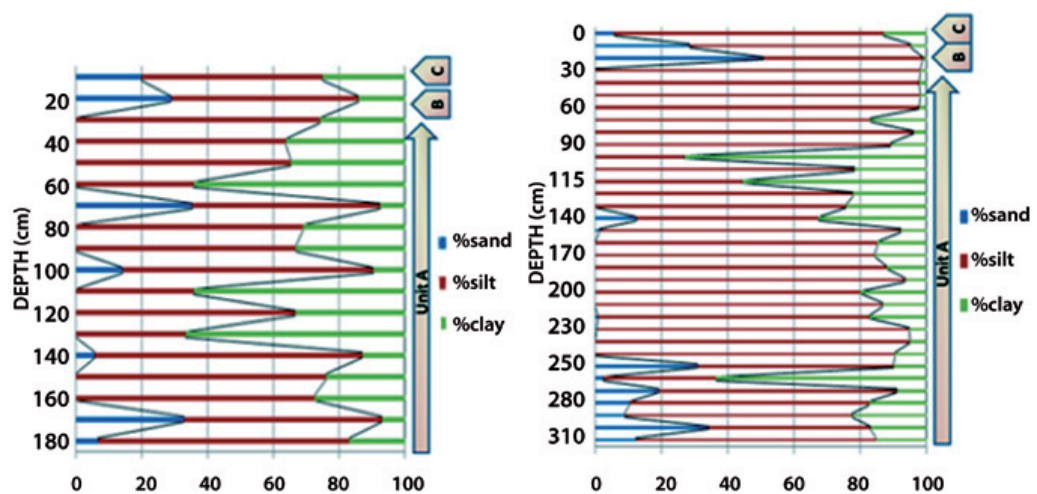 C
B
20
40
60
80
100
120
140
160
180
DEPTH (cm)
0 20 40 60 80 100
Unit A
%sand
%silt
%clay
C
B
0
30
60
90
115
140
170
200
230
250
280
310
DEPTH (cm)
0 20 40 60 80 100
Unit A
%sand
%silt
%clay